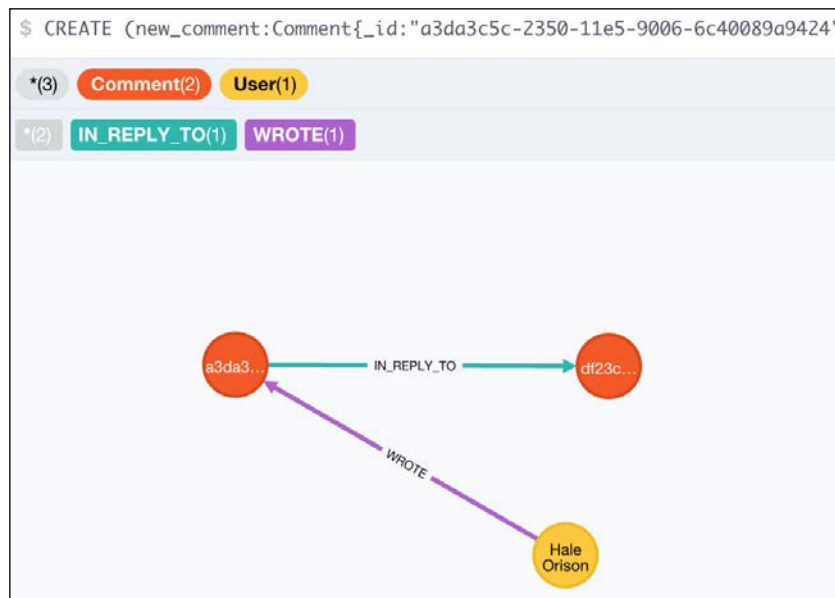 $ CREATE (new_comment:Comment{_id:"a3da3c5c-2350-11e5-9006-6c40089a9424"
*(3) Comment(2) User(1)
*(2) IN_REPLY_TO(1) WROTE(1)
a3da3... IN_REPLY_TO df23c...
WROTE
Hale
Orison